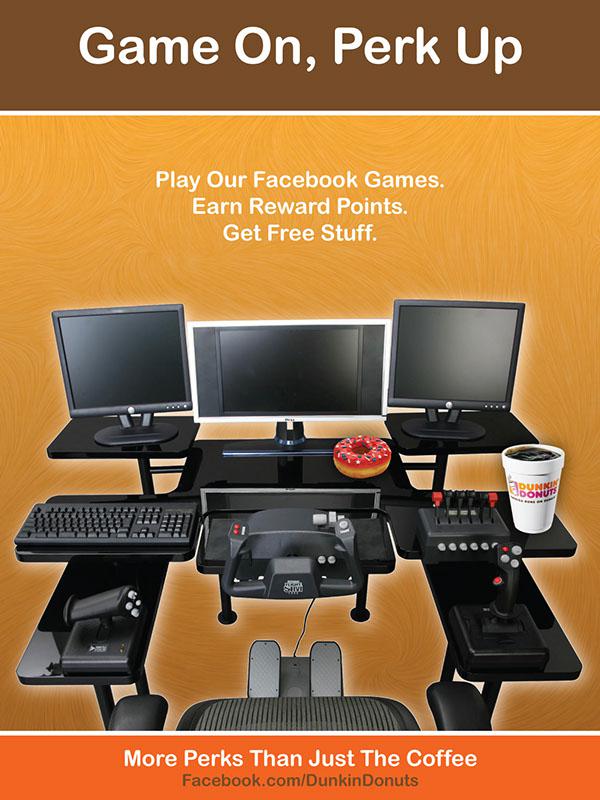 Game On, Perk Up
Play Our Facebook Games.
Earn Reward Points.
Get Free Stuff.
DUNKIN'
DONUTS
More Perks Than Just The Coffee
Facebook.com/DunkinDonuts